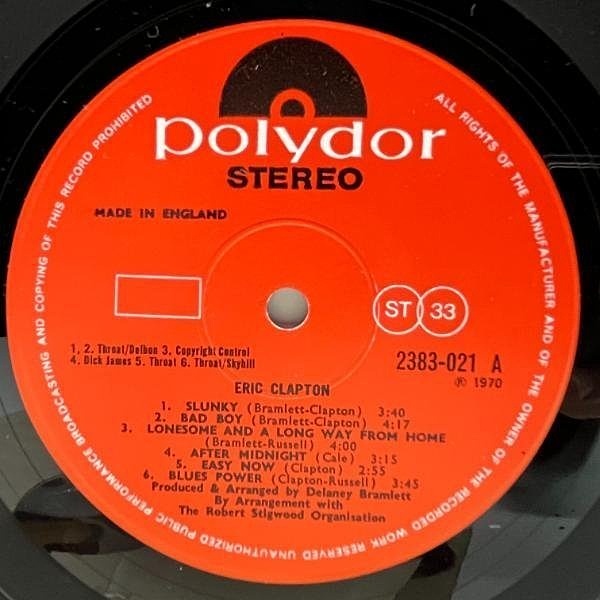 polydor
STEREO
MADE IN ENGLAND
ST 33
1, 2. Throat/Delbon 3. Copyright Control
4. Dick James 5. Throat 6. Throat/Skyhill
2383-021 A
℗ 1970
ERIC CLAPTON
1. SLUNKY (Bramlett-Clapton) 3:40
2. BAD BOY (Bramlett-Clapton) 4:17
3. LONESOME AND A LONG WAY FROM HOME
(Bramlett-Russell) 4:00
4. AFTER MIDNIGHT (Cale) 3:15
5. EASY NOW (Clapton) 2:55
6. BLUES POWER (Clapton-Russell) 3:45
Produced & Arranged by Delaney Bramlett
By Arrangement with
The Robert Stigwood Organisation
ALL RIGHTS OF THE MANUFACTURER AND OF THE OWNER OF THE RECORDED WORK RESERVED UNAUTHORIZED PUBLIC PERFORMANCE BROADCASTING AND COPYING OF THIS RECORD PROHIBITED